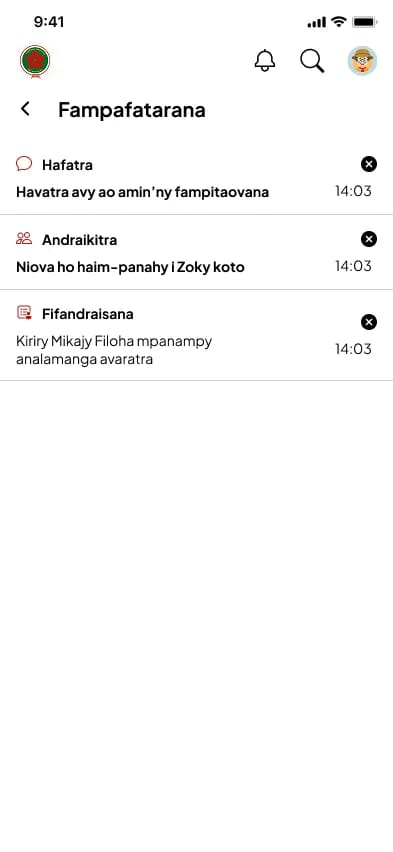 9:41
Fampafatarana
Hafatra
Havatra avy ao amin'ny fampitaovana
14:03
Andraikitra
Niova ho haim-panahy i Zoky koto
14:03
Fifandraisana
Kiriry Mikajy Filoha mpanampy
analamanga avaratra
14:03